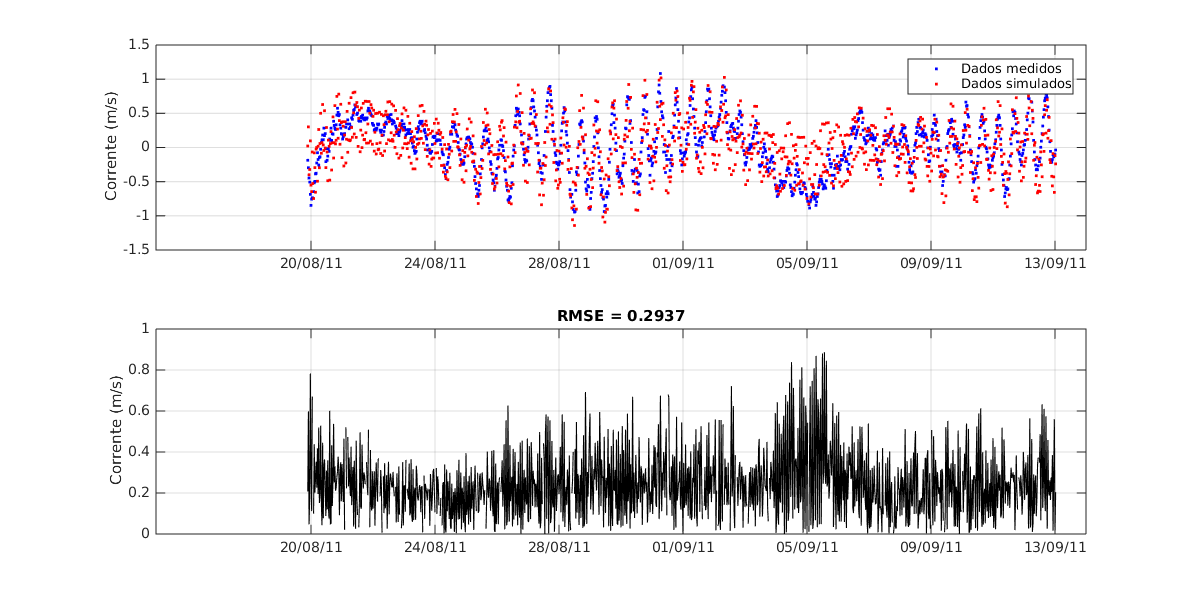 1.5
1
0.5
0
-0.5
-1
-1.5
Corrente (m/s)
Dados medidos
Dados simulados
20/08/11 24/08/11 28/08/11 01/09/11 05/09/11 09/09/11 13/09/11
RMSE = 0.2937
1
0.8
0.6
0.4
0.2
0
Corrente (m/s)
20/08/11 24/08/11 28/08/11 01/09/11 05/09/11 09/09/11 13/09/11